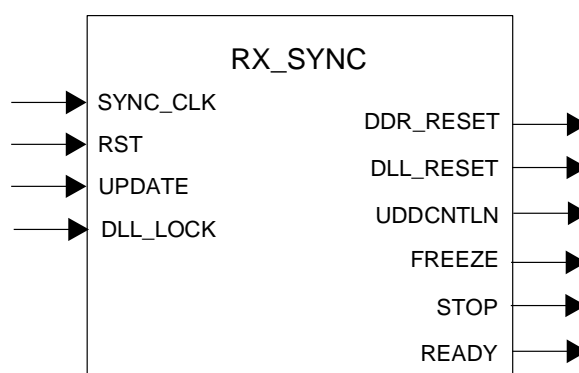 RX_SYNC
SYNC_CLK
RST
UPDATE
DLL_LOCK
DDR_RESET
DLL_RESET
UDDCNTLN
FREEZE
STOP
READY